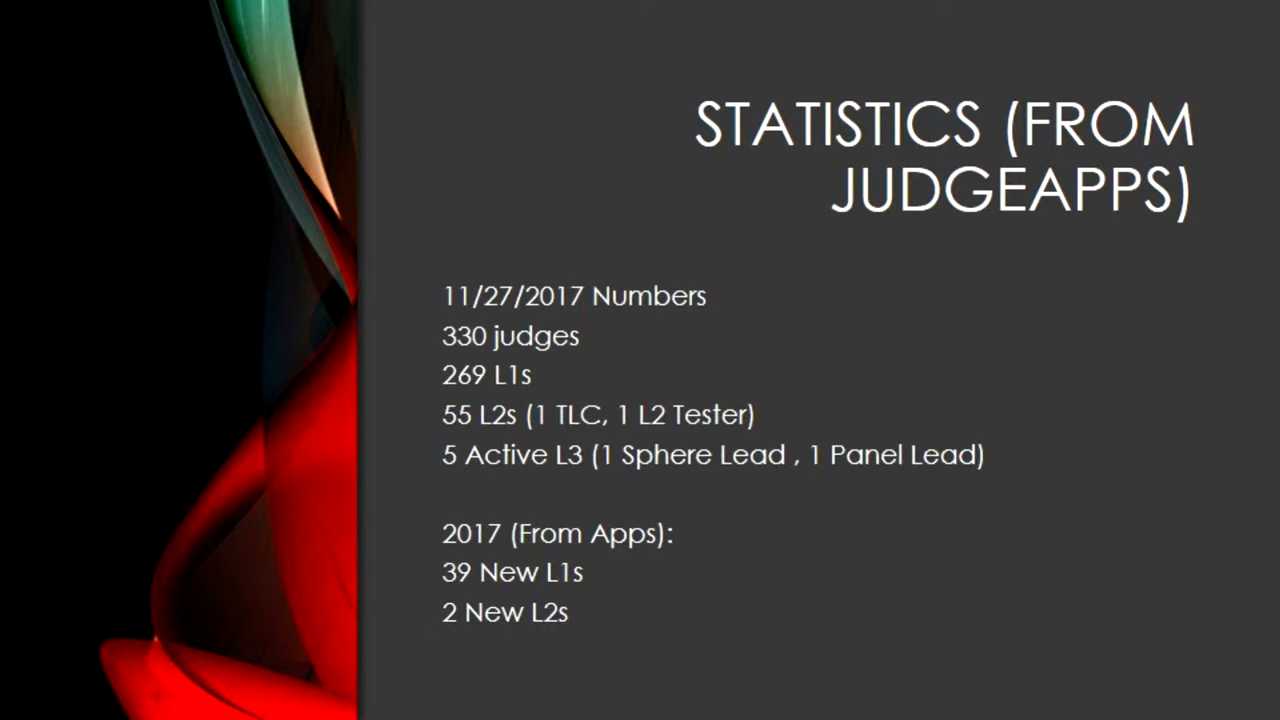 STATISTICS (FROM
JUDGEAPPS)
11/27/2017 Numbers
330 judges
269 L1s
55 L2s (1 TLC, 1 L2 Tester)
5 Active L3 (1 Sphere Lead , 1 Panel Lead)
2017 (From Apps):
39 New L1s
2 New L2s